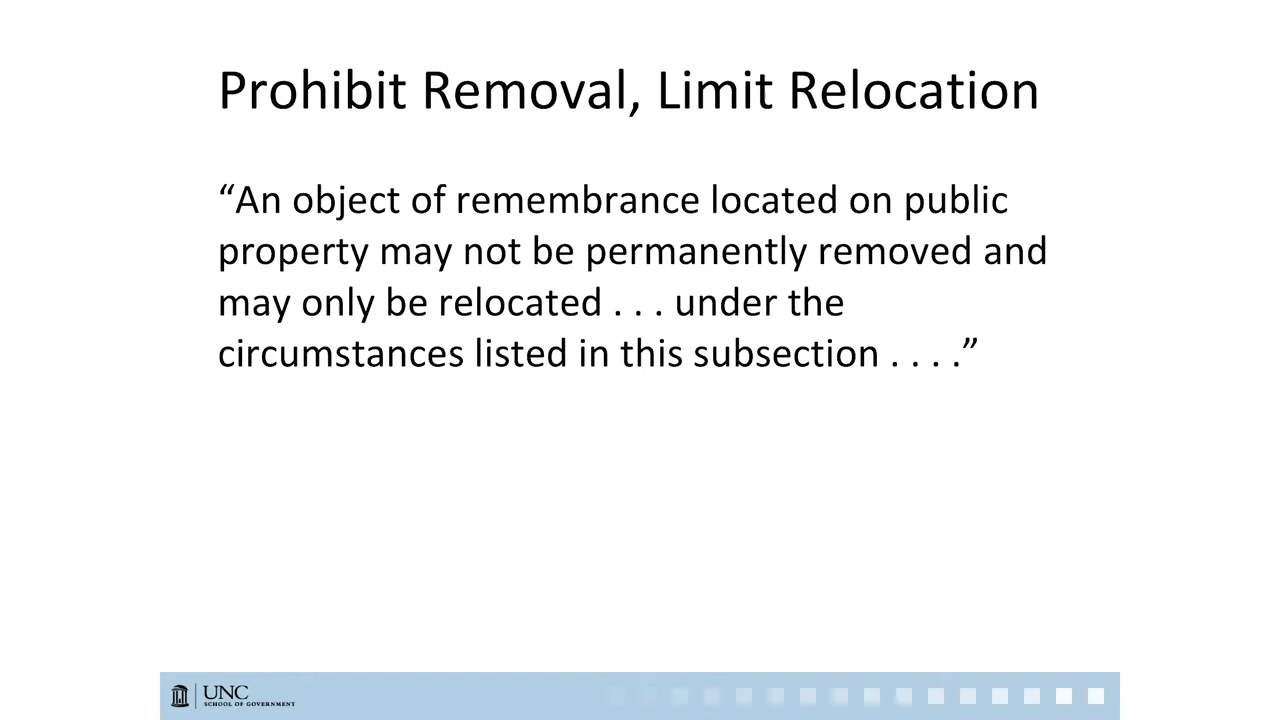 Prohibit Removal, Limit Relocation
“An object of remembrance located on public
property may not be permanently removed and
may only be relocated . . . under the
circumstances listed in this subsection . . . .”
UNC
SCHOOL OF GOVERNMENT